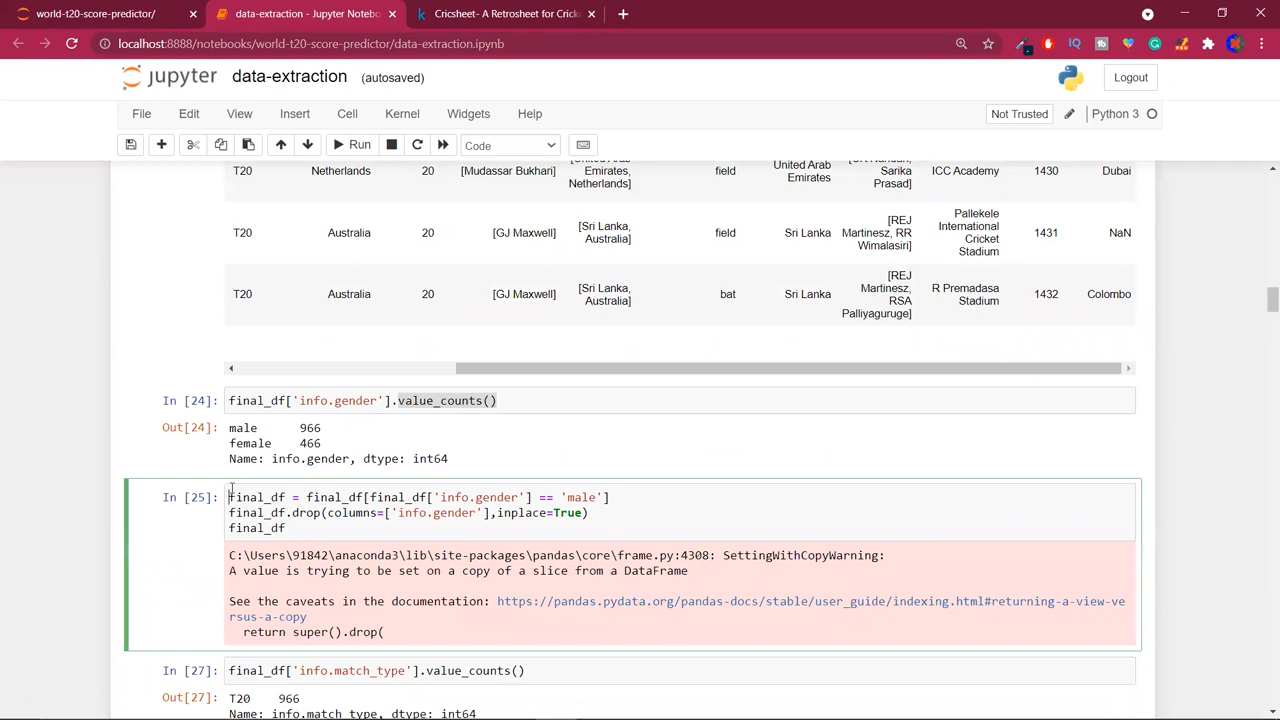 world-t20-score-predictor/
data-extraction - Jupyter Notebo
Cricsheet- A Retrosheet for Crick
localhost:8888/notebooks/world-t20-score-predictor/data-extraction.ipynb
jupyter
data-extraction
(autosaved)
Logout
File
Edit
View
Insert
Cell
Kernel
Widgets
Help
Not Trusted
Python 3
Run
Code
T20 Netherlands 20 [Mudassar Bukhari] Emirates, Netherlands] field United Arab Emirates Sarika Prasad] ICC Academy 1430 Dubai
T20 Australia 20 [GJ Maxwell] [Sri Lanka, Australia] field Sri Lanka [REJ Martinesz, RR Wimalasiri] Pallekele International Cricket Stadium 1431 NaN
T20 Australia 20 [GJ Maxwell] [Sri Lanka, Australia] bat Sri Lanka [REJ Martinesz, RSA Palliyaguruge] R Premadasa Stadium 1432 Colombo
In [24]: final_df['info.gender'].value_counts()
Out[24]: male 966
female 466
Name: info.gender, dtype: int64
In [25]: final_df = final_df[final_df['info.gender'] == 'male']
final_df.drop(columns=['info.gender'],inplace=True)
final_df
C:\Users\91842\anaconda3\lib\site-packages\pandas\core\frame.py:4308: SettingWithCopyWarning:
A value is trying to be set on a copy of a slice from a DataFrame
See the caveats in the documentation: https://pandas.pydata.org/pandas-docs/stable/user_guide/indexing.html#returning-a-view-ve
rsus-a-copy
return super().drop(
In [27]: final_df['info.match_type'].value_counts()
Out[27]: T20 966
Name: info.match_type, dtype: int64